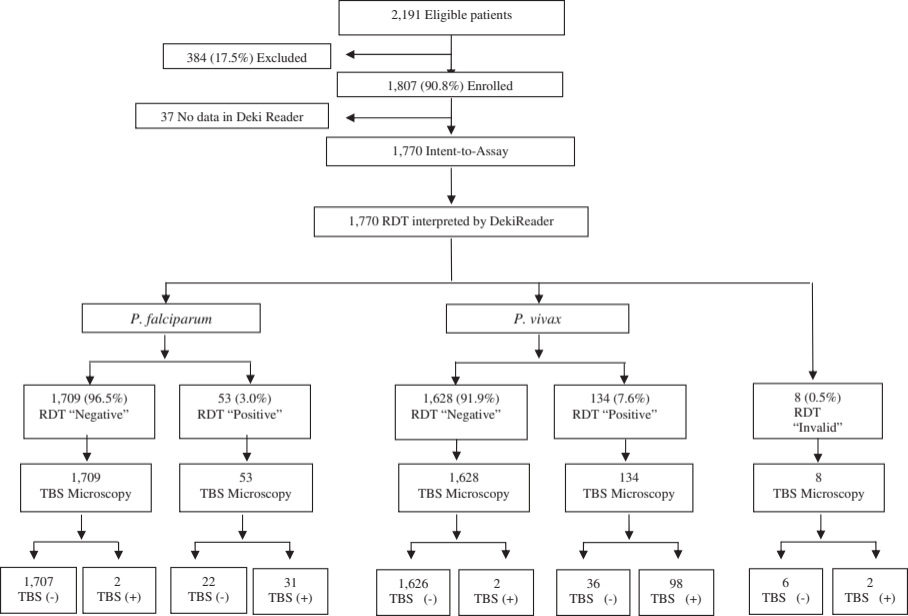 2,191 Eligible patients
384 (17.5%) Excluded
1,807 (90.8%) Enrolled
37 No data in Deki Reader
1,770 Intent-to-Assay
1,770 RDT interpreted by DekiReader
P. falciparum
P. vivax
1,709 (96.5%)
RDT “Negative”
53 (3.0%)
RDT “Positive”
1,628 (91.9%)
RDT “Negative”
134 (7.6%)
RDT “Positive”
8 (0.5%)
RDT
“Invalid”
1,709
TBS Microscopy
53
TBS Microscopy
1,628
TBS Microscopy
134
TBS Microscopy
8
TBS Microscopy
1,707
TBS (-)
2
TBS (+)
22
TBS (-)
31
TBS (+)
1,626
TBS (-)
2
TBS (+)
36
TBS (-)
98
TBS (+)
6
TBS (-)
2
TBS (+)